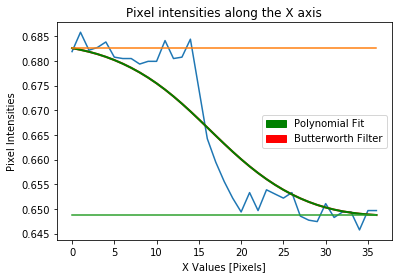 Pixel intensities along the X axis
0.685
0.680
0.675
0.670
0.665
0.660
0.655
0.650
0.645
Pixel Intensities
Polynomial Fit
Butterworth Filter
0 5 10 15 20 25 30 35
X Values [Pixels]